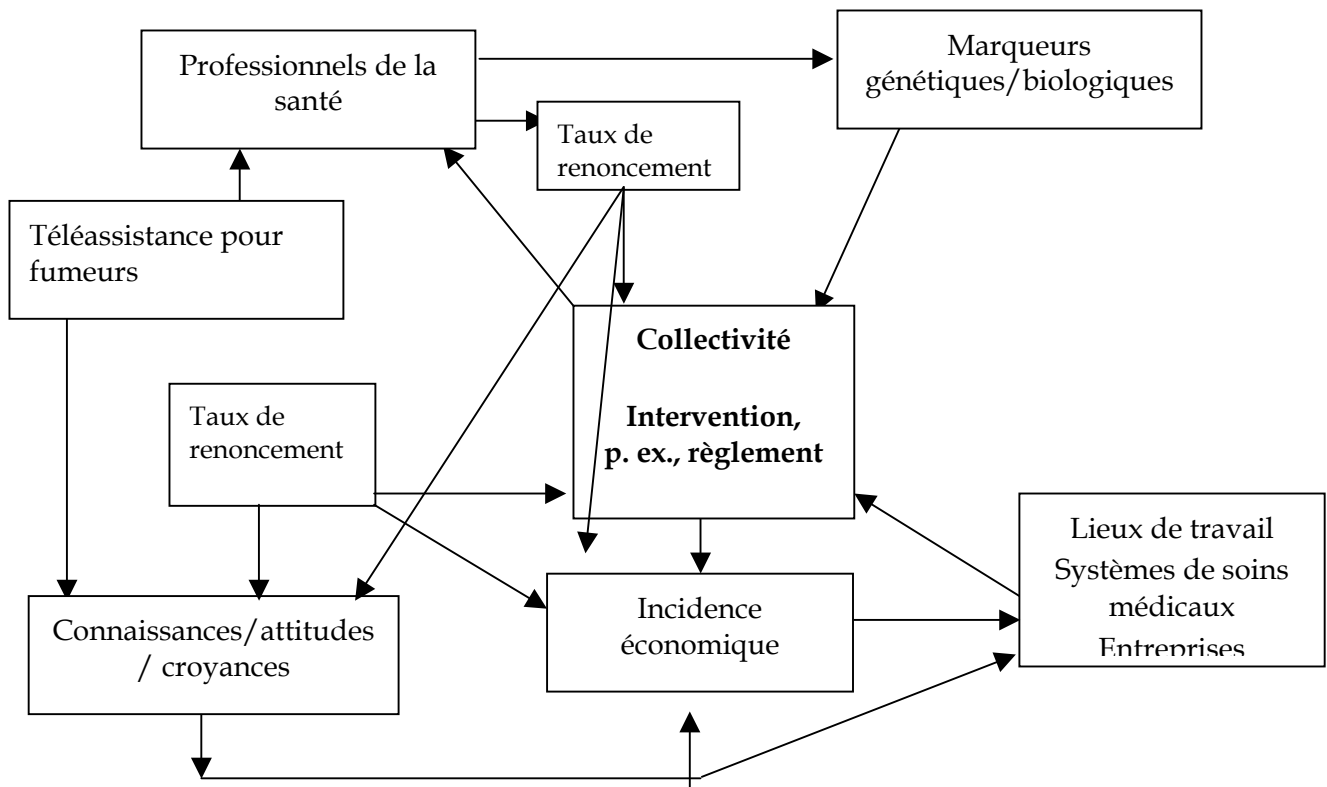 Professionnels de la
santé
Marqueurs
génétiques/biologiques
Taux de
renoncement
Téléassistance pour
fumeurs
Collectivité
Intervention,
p. ex., règlement
Taux de
renoncement
Lieux de travail
Systèmes de soins
médicaux
Entreprises
Connaissances/attitudes
/ croyances
Incidence
économique